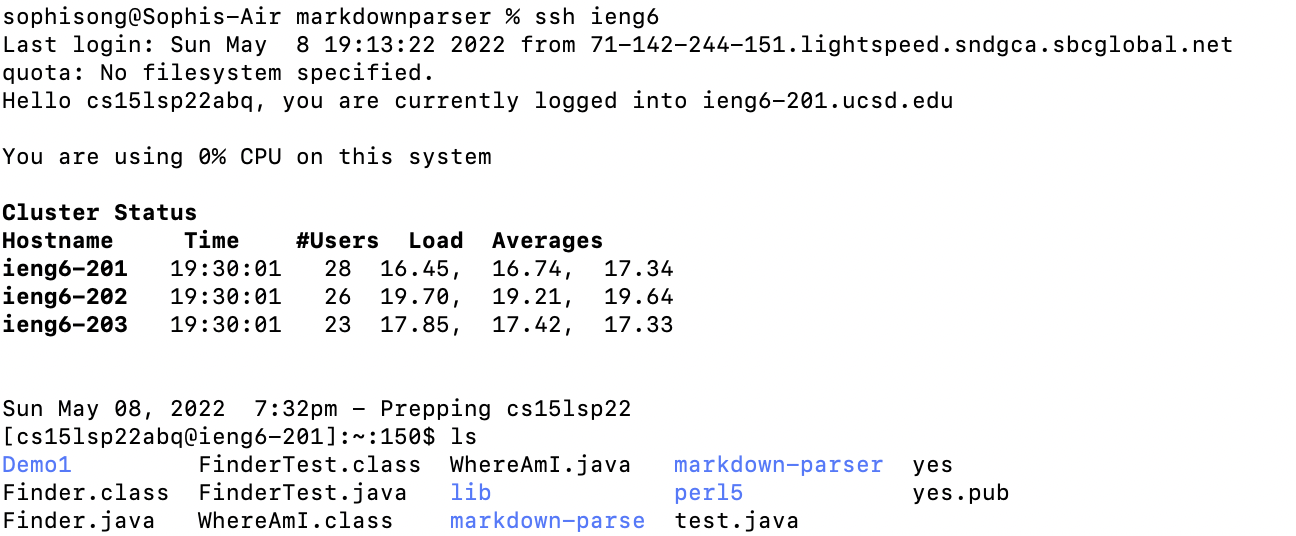 sophisong@Sophis-Air markdownparser % ssh ieng6
Last login: Sun May  8 19:13:22 2022 from 71-142-244-151.lightspeed.sndgca.sbcglobal.net
quota: No filesystem specified.
Hello cs15lsp22abq, you are currently logged into ieng6-201.ucsd.edu
You are using 0% CPU on this system
Cluster Status
Hostname     Time    #Users  Load  Averages
ieng6-201   19:30:01   28  16.45,  16.74,  17.34
ieng6-202   19:30:01   26  19.70,  19.21,  19.64
ieng6-203   19:30:01   23  17.85,  17.42,  17.33
Sun May 08, 2022  7:32pm - Prepping cs15lsp22
[cs15lsp22abq@ieng6-201]:~:150$ ls
Demo1         FinderTest.class  WhereAmI.java   markdown-parser  yes
Finder.class  FinderTest.java   lib             perl5            yes.pub
Finder.java   WhereAmI.class    markdown-parse  test.java